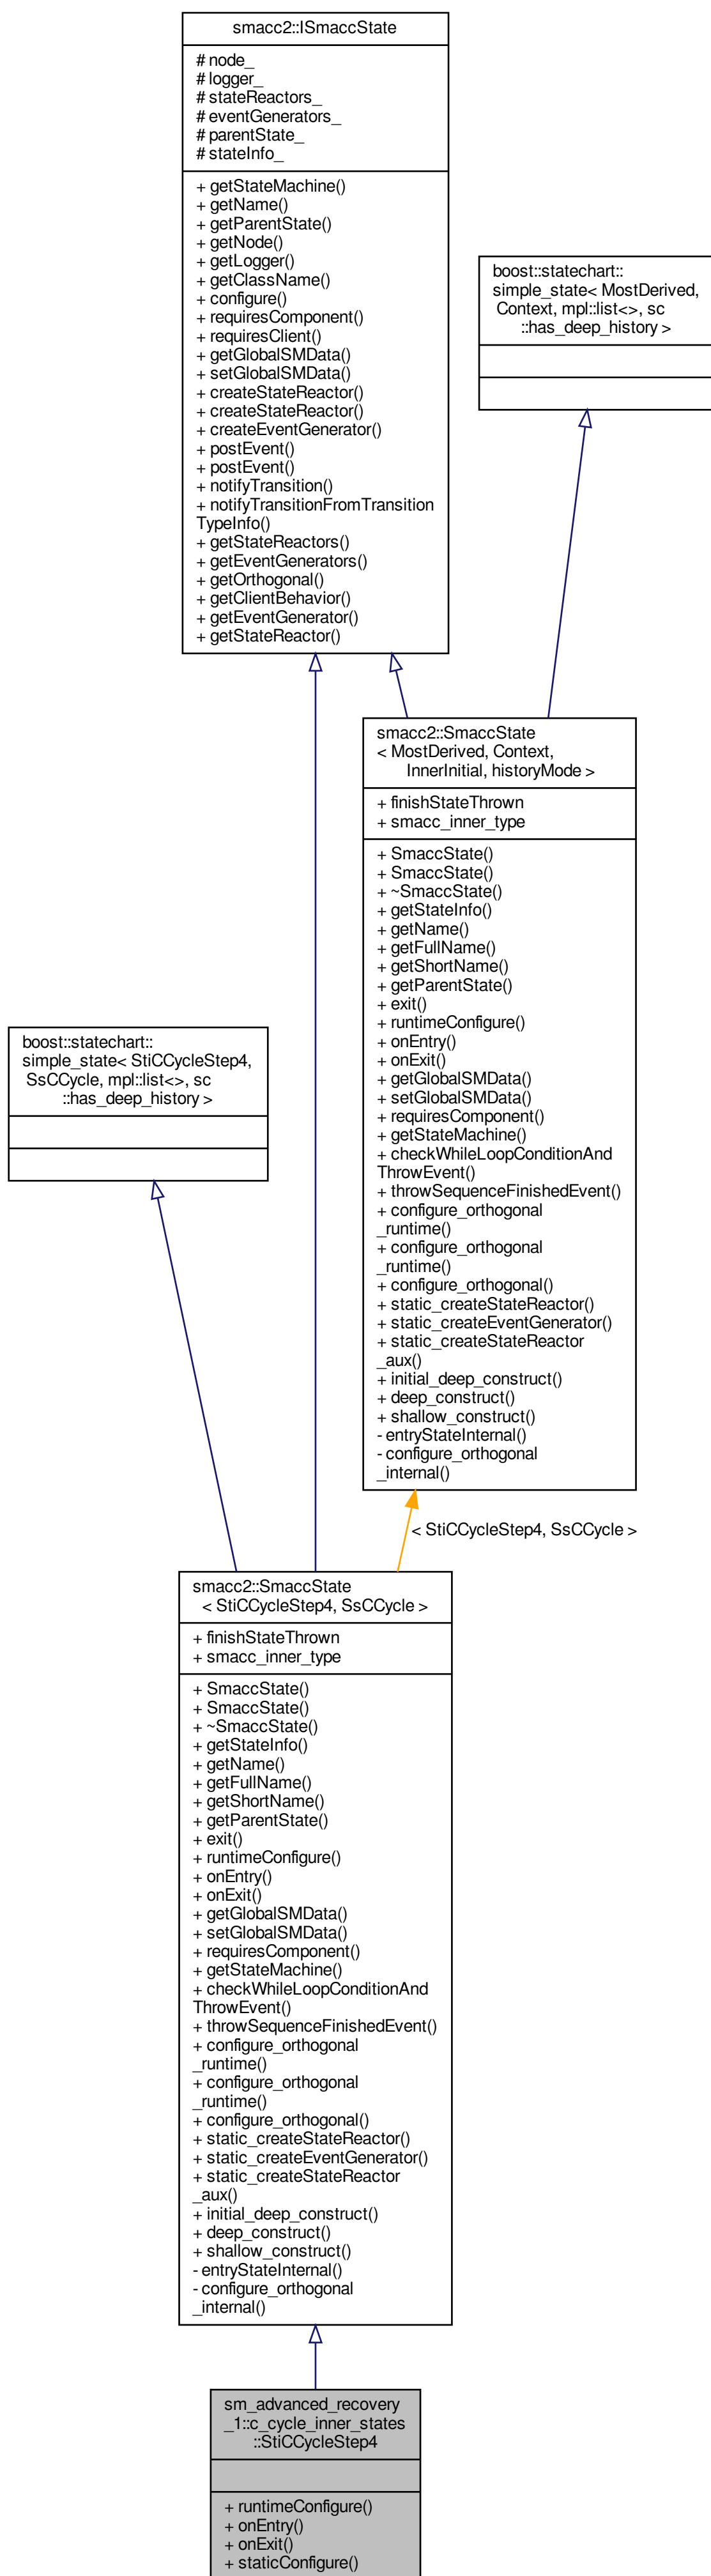 smacc2::ISmaccState
# node_
# logger_
# stateReactors_
# eventGenerators_
# parentState_
# stateInfo_
+ getStateMachine()
+ getName()
+ getParentState()
+ getNode()
+ getLogger()
+ getClassName()
+ configure()
+ requiresComponent()
+ requiresClient()
+ getGlobalSMData()
+ setGlobalSMData()
+ createStateReactor()
+ createStateReactor()
+ createEventGenerator()
+ postEvent()
+ postEvent()
+ notifyTransition()
+ notifyTransitionFromTransition
TypeInfo()
+ getStateReactors()
+ getEventGenerators()
+ getOrthogonal()
+ getClientBehavior()
+ getEventGenerator()
+ getStateReactor()
boost::statechart::
simple_state< MostDerived,
Context, mpl::list<>, sc
::has_deep_history >
smacc2::SmaccState
< MostDerived, Context,
InnerInitial, historyMode >
+ finishStateThrown
+ smacc_inner_type
+ SmaccState()
+ SmaccState()
+ ~SmaccState()
+ getStateInfo()
+ getName()
+ getFullName()
+ getShortName()
+ getParentState()
+ exit()
+ runtimeConfigure()
+ onEntry()
+ onExit()
+ getGlobalSMData()
+ setGlobalSMData()
+ requiresComponent()
+ getStateMachine()
+ checkWhileLoopConditionAnd
ThrowEvent()
+ throwSequenceFinishedEvent()
+ configure_orthogonal
_runtime()
+ configure_orthogonal
_runtime()
+ configure_orthogonal()
+ static_createStateReactor()
+ static_createEventGenerator()
+ static_createStateReactor
_aux()
+ initial_deep_construct()
+ deep_construct()
+ shallow_construct()
- entryStateInternal()
- configure_orthogonal
_internal()
boost::statechart::
simple_state< StiCCycleStep4,
SsCCycle, mpl::list<>, sc
::has_deep_history >
< StiCCycleStep4, SsCCycle >
smacc2::SmaccState
< StiCCycleStep4, SsCCycle >
+ finishStateThrown
+ smacc_inner_type
+ SmaccState()
+ SmaccState()
+ ~SmaccState()
+ getStateInfo()
+ getName()
+ getFullName()
+ getShortName()
+ getParentState()
+ exit()
+ runtimeConfigure()
+ onEntry()
+ onExit()
+ getGlobalSMData()
+ setGlobalSMData()
+ requiresComponent()
+ getStateMachine()
+ checkWhileLoopConditionAnd
ThrowEvent()
+ throwSequenceFinishedEvent()
+ configure_orthogonal
_runtime()
+ configure_orthogonal
_runtime()
+ configure_orthogonal()
+ static_createStateReactor()
+ static_createEventGenerator()
+ static_createStateReactor
_aux()
+ initial_deep_construct()
+ deep_construct()
+ shallow_construct()
- entryStateInternal()
- configure_orthogonal
_internal()
sm_advanced_recovery
_1::c_cycle_inner_states
::StiCCycleStep4
+ runtimeConfigure()
+ onEntry()
+ onExit()
+ staticConfigure()